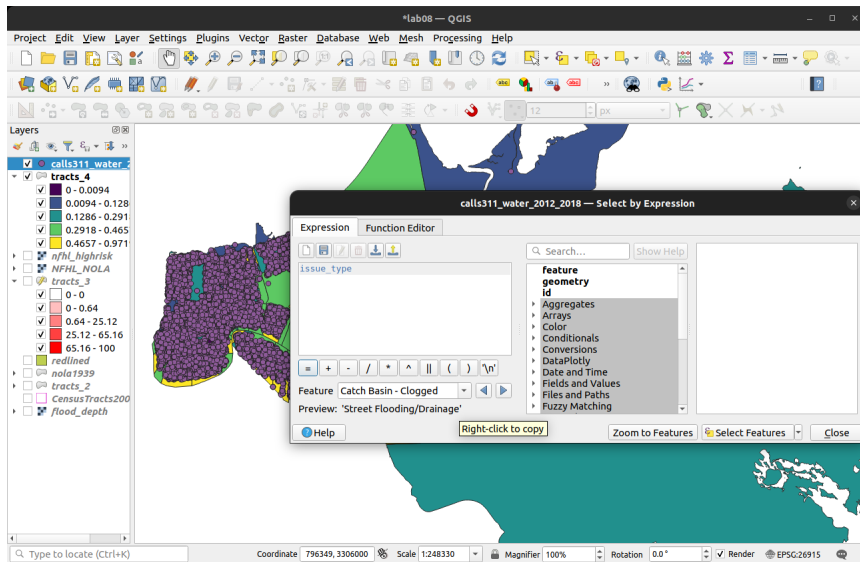 *lab08 — QGIS
Project Edit View Layer Settings Plugins Vector Raster Database Web Mesh Processing Help
abc abc abc »
12 px
Layers
»
calls311_water_2
tracts_4
0 - 0.0094
0.0094 - 0.128
0.1286 - 0.291
0.2918 - 0.465
0.4657 - 0.971
nfhl_highrisk
NFHL_NOLA
tracts_3
0 - 0
0 - 0.64
0.64 - 25.12
25.12 - 65.16
65.16 - 100
redlined
nola1939
tracts_2
CensusTracts200
flood_depth
calls311_water_2012_2018 — Select by Expression
Expression Function Editor
issue_type
= + - / * ^ || ( ) '\n'
Feature Catch Basin - Clogged
Preview: 'Street Flooding/Drainage'
Search... Show Help
feature
geometry
id
Aggregates
Arrays
Color
Conditionals
Conversions
DataPlotly
Date and Time
Fields and Values
Files and Paths
Fuzzy Matching
Help
Right-click to copy
Zoom to Features Select Features Close
Type to locate (Ctrl+K) Coordinate 796349, 3306000 Scale 1:248330 Magnifier 100% Rotation 0.0 ° Render EPSG:26915